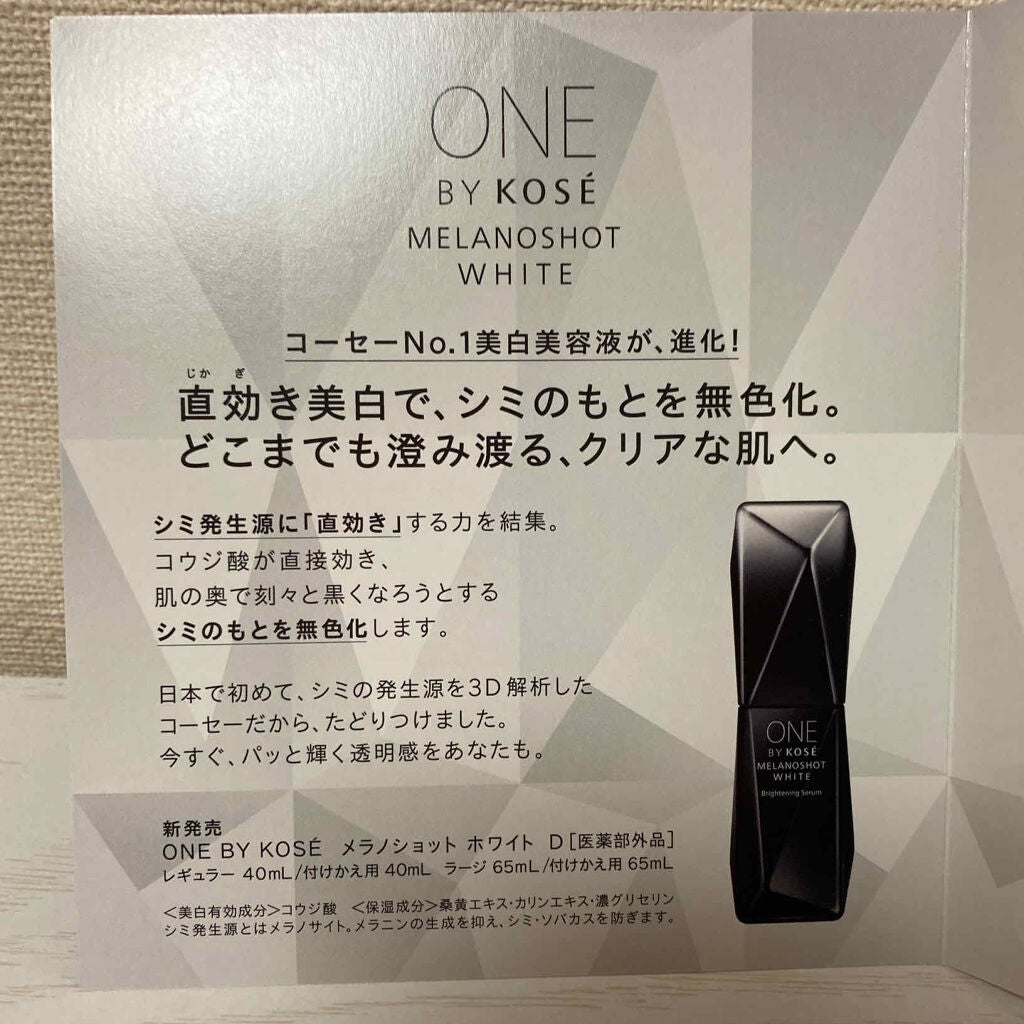 ONE
BY KOSÉ
MELANOSHOT
WHITE
コーセーNo.1美白美容液が、進化!
じか ぎ
直効き美白で、シミのもとを無色化。
どこまでも澄み渡る、クリアな肌へ。
シミ発生源に「直効き」する力を結集。
コウジ酸が直接効き、
肌の奥で刻々と黒くなろうとする
シミのもとを無色化します。
日本で初めて、シミの発生源を3D解析した
コーセーだから、たどりつけました。
今すぐ、パッと輝く透明感をあなたも。
新発売
ONE BY KOSÉ メラノショット ホワイト D[医薬部外品]
レギュラー 40mL/付けかえ用 40mL ラージ 65mL/付けかえ用 65mL
<美白有効成分>コウジ酸 <保湿成分>桑黄エキス・カリンエキス・濃グリセリン
シミ発生源とはメラノサイト。メラニンの生成を抑え、シミ・ソバカスを防ぎます。
ONE
BY KOSÉ
MELANOSHOT
WHITE
Brightening Serum